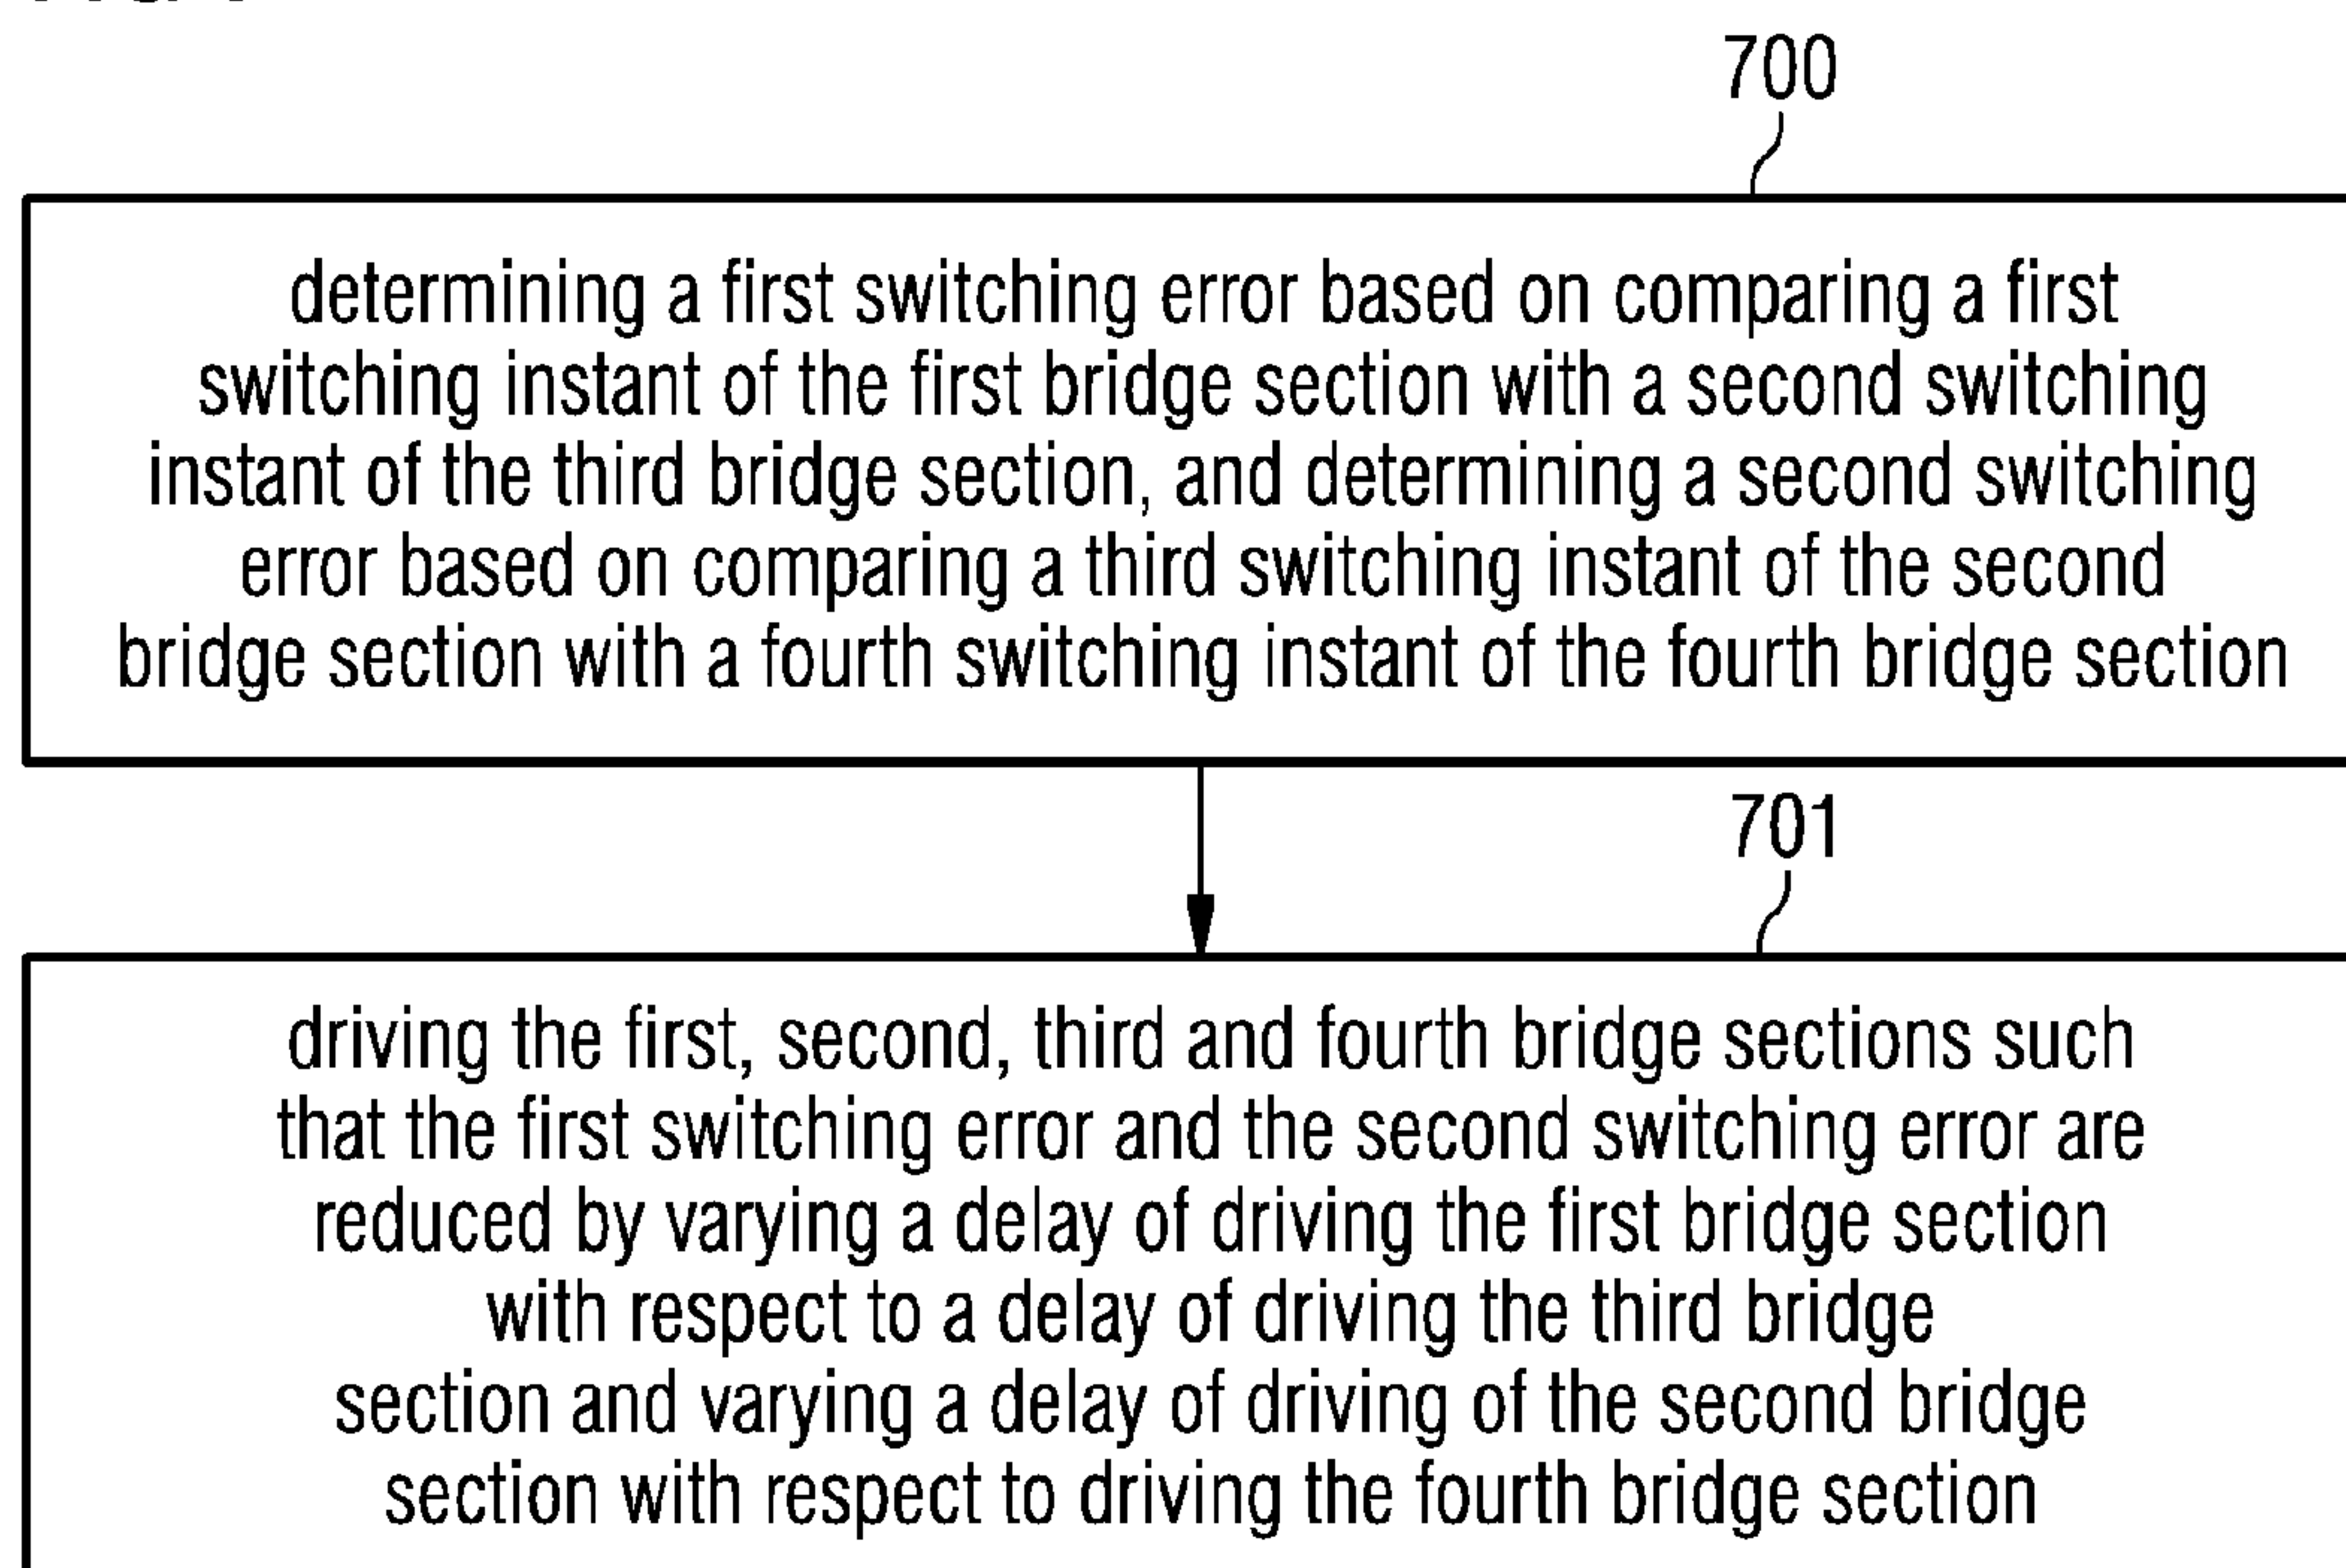 700
determining a first switching error based on comparing a first
switching instant of the first bridge section with a second switching
instant of the third bridge section, and determining a second switching
error based on comparing a third switching instant of the second
bridge section with a fourth switching instant of the fourth bridge section
701
driving the first, second, third and fourth bridge sections such
that the first switching error and the second switching error are
reduced by varying a delay of driving the first bridge section
with respect to a delay of driving the third bridge
section and varying a delay of driving of the second bridge
section with respect to driving the fourth bridge section